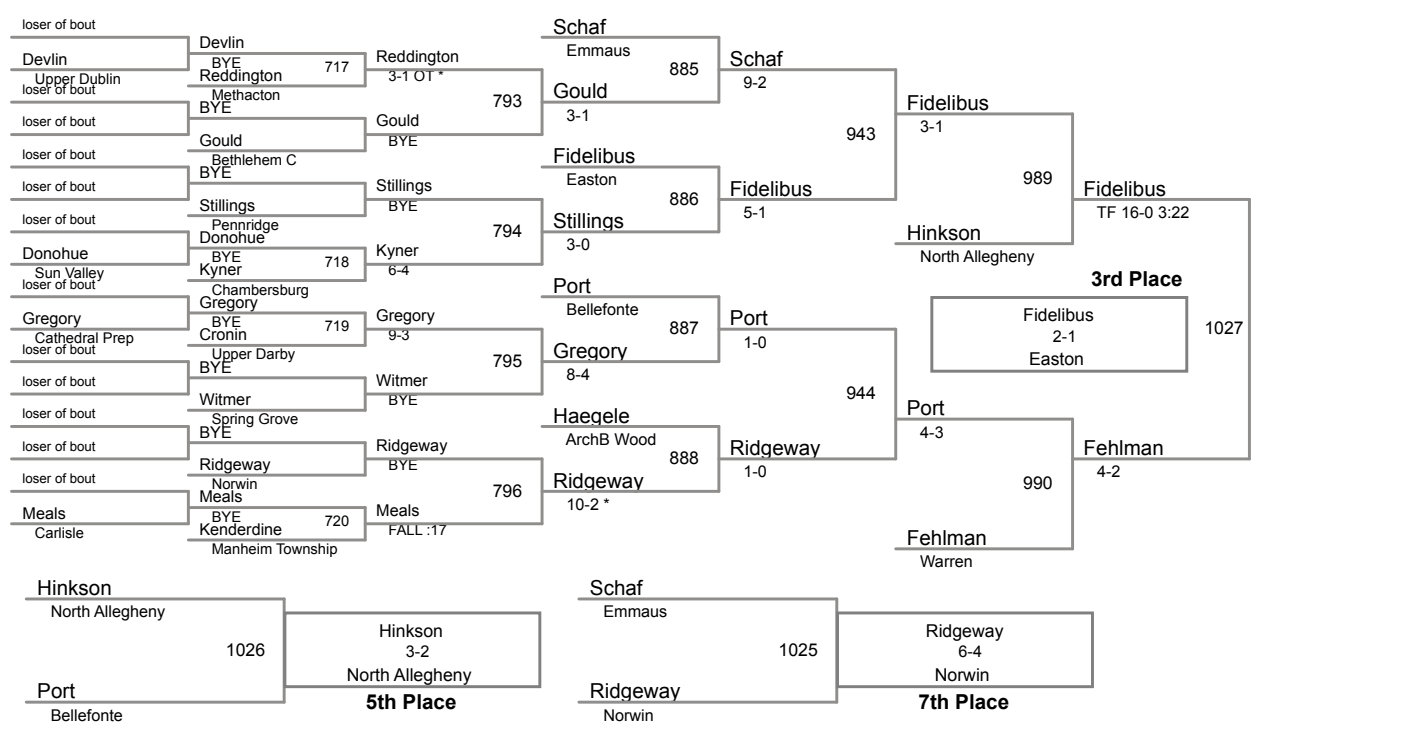 loser of bout
Devlin
Upper Dublin
loser of bout
loser of bout
loser of bout
loser of bout
loser of bout
Donohue
Sun Valley
loser of bout
Gregory
Cathedral Prep
loser of bout
loser of bout
loser of bout
loser of bout
loser of bout
Meals
Carlisle
Devlin
BYE
717
Reddington
Methacton
BYE
Gould
Bethlehem C
BYE
Stillings
Pennridge
Donohue
BYE
718
Kyner
Chambersburg
Gregory
BYE
719
Cronin
Upper Darby
BYE
Witmer
Spring Grove
BYE
Ridgeway
Norwin
Meals
BYE
720
Kenderdine
Manheim Township
Reddington
3-1 OT *
793
Gould
BYE
Stillings
BYE
794
Kyner
6-4
Gregory
9-3
795
Witmer
BYE
Ridgeway
BYE
796
Meals
FALL :17
Schaf
Emmaus
885
Gould
3-1
Fidelibus
Easton
886
Stillings
3-0
Port
Bellefonte
887
Gregory
8-4
Haegele
ArchB Wood
888
Ridgeway
10-2 *
Schaf
9-2
943
Fidelibus
5-1
Port
1-0
944
Ridgeway
1-0
Fidelibus
3-1
989
Hinkson
North Allegheny
Port
4-3
990
Fehlman
Warren
Fidelibus
TF 16-0 3:22
3rd Place
Fidelibus
2-1
Easton
1027
Fehlman
4-2
Hinkson
North Allegheny
1026
Port
Bellefonte
Hinkson
3-2
North Allegheny
5th Place
Schaf
Emmaus
1025
Ridgeway
Norwin
Ridgeway
6-4
Norwin
7th Place